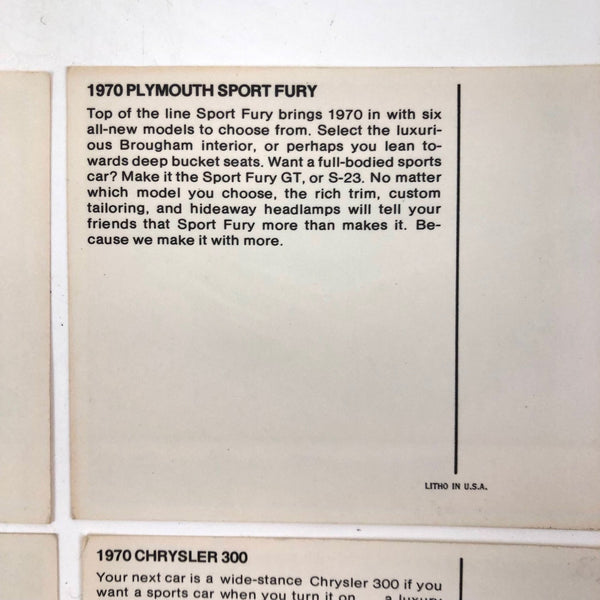 1970 PLYMOUTH SPORT FURY
Top of the line Sport Fury brings 1970 in with six
all-new models to choose from. Select the luxuri-
ous Brougham interior, or perhaps you lean to-
wards deep bucket seats. Want a full-bodied sports
car? Make it the Sport Fury GT, or S-23. No matter
which model you choose, the rich trim, custom
tailoring, and hideaway headlamps will tell your
friends that Sport Fury more than makes it. Be-
cause we make it with more.
LITHO IN U.S.A.
1970 CHRYSLER 300
Your next car is a wide-stance Chrysler 300 if you
want a sports car when you turn it on . . . a luxury